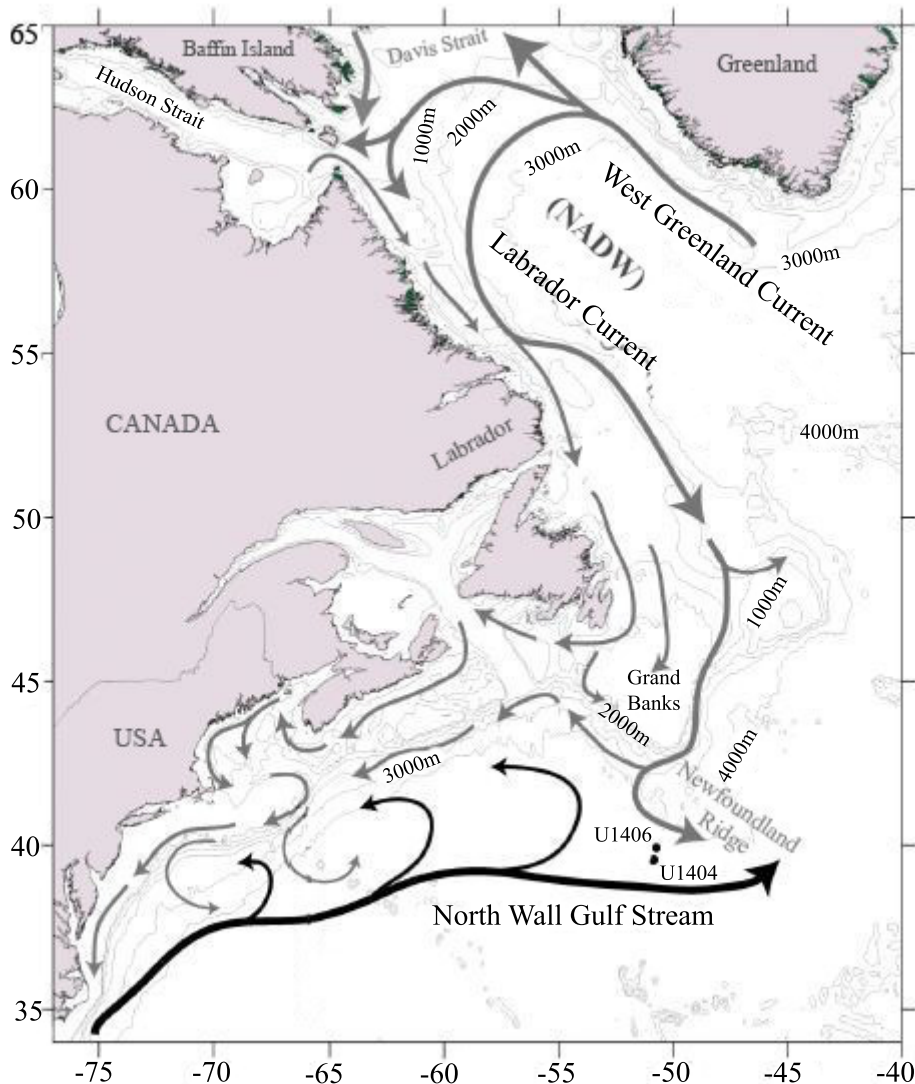 65
Baffin Island
Davis Strait
Greenland
Hudson Strait
1000m
2000m
3000m
60
(NADW)
West Greenland Current
3000m
Labrador Current
55
CANADA
Labrador
4000m
50
1000m
45
Grand
Banks
USA
2000m
4000m
3000m
Newfoundland
Ridge
40
U1406
U1404
North Wall Gulf Stream
35
-75
-70
-65
-60
-55
-50
-45
-40